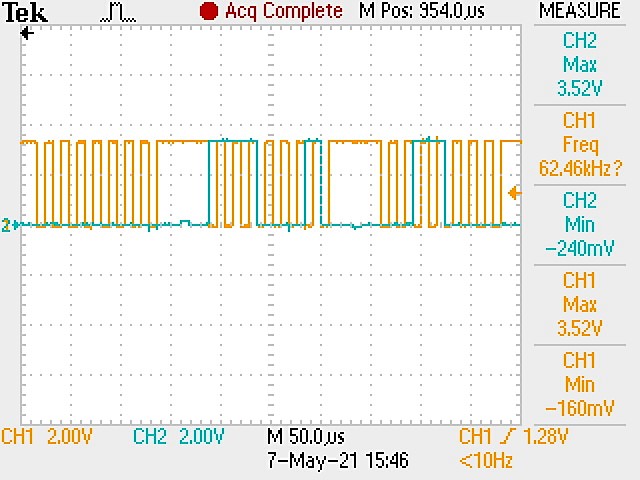 Tek Acq Complete M Pos: 954.0µs MEASURE
CH2
Max
3.52V
CH1
Freq
62.46kHz?
CH2
Min
-240mV
CH1
Max
3.52V
CH1
Min
-160mV
2
CH1 2.00V CH2 2.00V M 50.0µs CH1 1.28V
7-May-21 15:46 <10Hz